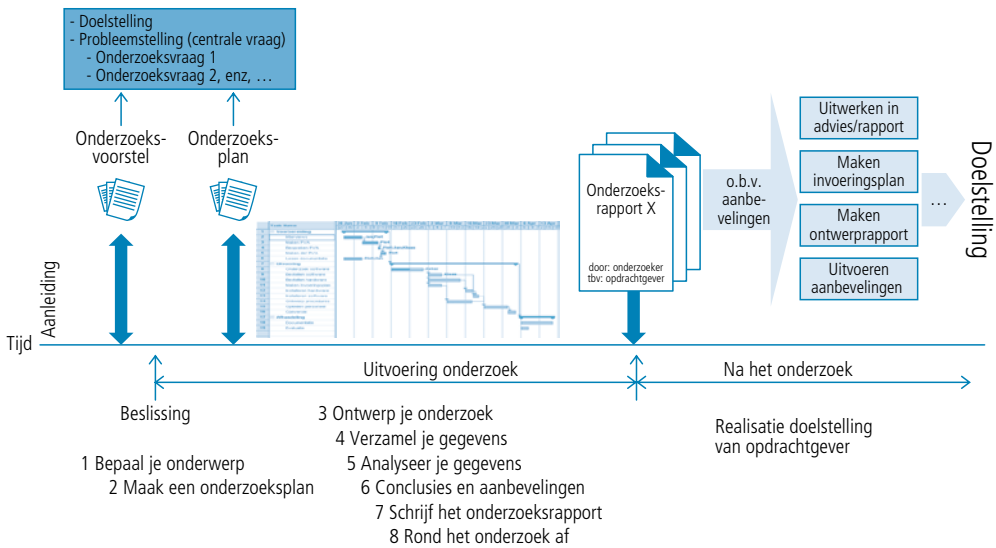 - Doelstelling
- Probleemstelling (centrale vraag)
- Onderzoeksvraag 1
- Onderzoeksvraag 2, enz, …
Onderzoeks-
voorstel
Onderzoeks-
plan
Onderzoeks-
rapport X
door: onderzoeker
tbv: opdrachtgever
o.b.v.
aanbe-
velingen
Uitwerken in
advies/rapport
Maken
invoeringsplan
Maken
ontwerprapport
Uitvoeren
aanbevelingen
…
Doelstelling
Aanleiding
Tijd
Uitvoering onderzoek
Na het onderzoek
Beslissing
1 Bepaal je onderwerp
2 Maak een onderzoeksplan
3 Ontwerp je onderzoek
4 Verzamel je gegevens
5 Analyseer je gegevens
6 Conclusies en aanbevelingen
7 Schrijf het onderzoeksrapport
8 Rond het onderzoek af
Realisatie doelstelling
van opdrachtgever